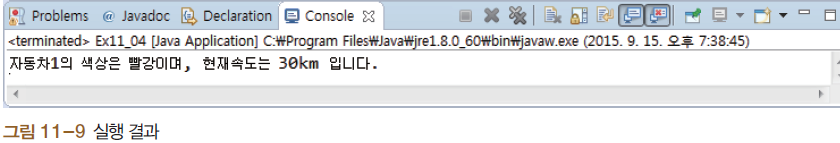 Problems @ Javadoc Declaration Console
<terminated> Ex11_04 [Java Application] C:₩Program Files₩Java₩jre1.8.0_60₩bin₩javaw.exe (2015. 9. 15. 오후 7:38:45)
자동차1의 색상은 빨강이며, 현재속도는 30km 입니다.
그림 11-9 실행 결과